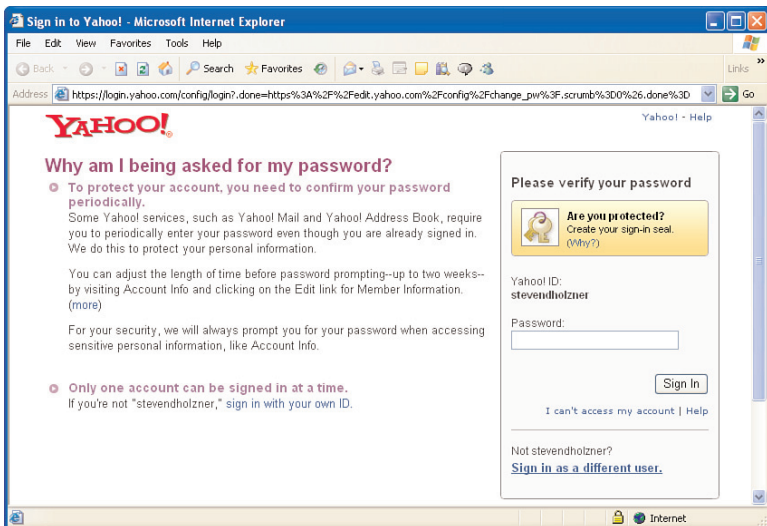 Sign in to Yahoo! - Microsoft Internet Explorer
File Edit View Favorites Tools Help
Back Search Favorites Links »
Address https://login.yahoo.com/config/login?.done=https%3A%2F%2Fedit.yahoo.com%2Fconfig%2Fchange_pw%3F.scrumb%3D0%26.done%3D Go
YAHOO!
Yahoo! - Help
Why am I being asked for my password?
To protect your account, you need to confirm your password
periodically.
Some Yahoo! services, such as Yahoo! Mail and Yahoo! Address Book, require
you to periodically enter your password even though you are already signed in.
We do this to protect your personal information.
You can adjust the length of time before password prompting--up to two weeks--
by visiting Account Info and clicking on the Edit link for Member Information.
(more)
For your security, we will always prompt you for your password when accessing
sensitive personal information, like Account Info.
Only one account can be signed in at a time.
If you're not "stevendholzner," sign in with your own ID.
Please verify your password
Are you protected?
Create your sign-in seal.
(Why?)
Yahoo! ID:
stevendholzner
Password:
Sign In
I can't access my account | Help
Not stevendholzner?
Sign in as a different user.
Internet